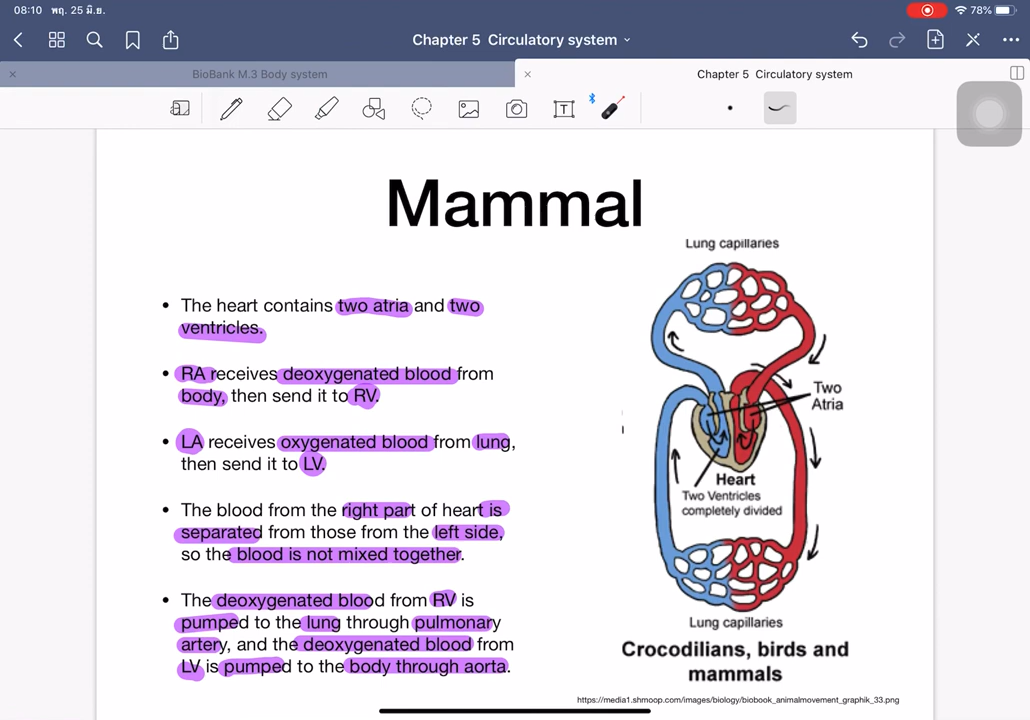 08:10 พฤ. 25 มิ.ย.
78%
Chapter 5 Circulatory system
BioBank M.3 Body system
Chapter 5 Circulatory system
T
Mammal
Lung capillaries
• The heart contains two atria and two
ventricles.
• RA receives deoxygenated blood from
body, then send it to RV.
• LA receives oxygenated blood from lung,
then send it to LV.
• The blood from the right part of heart is
separated from those from the left side,
so the blood is not mixed together.
• The deoxygenated blood from RV is
pumped to the lung through pulmonary
artery, and the deoxygenated blood from
LV is pumped to the body through aorta.
Two
Atria
Heart
Two Ventricles
completely divided
Lung capillaries
Crocodilians, birds and
mammals
https://media1.shmoop.com/images/biology/biobook_animalmovement_graphik_33.png